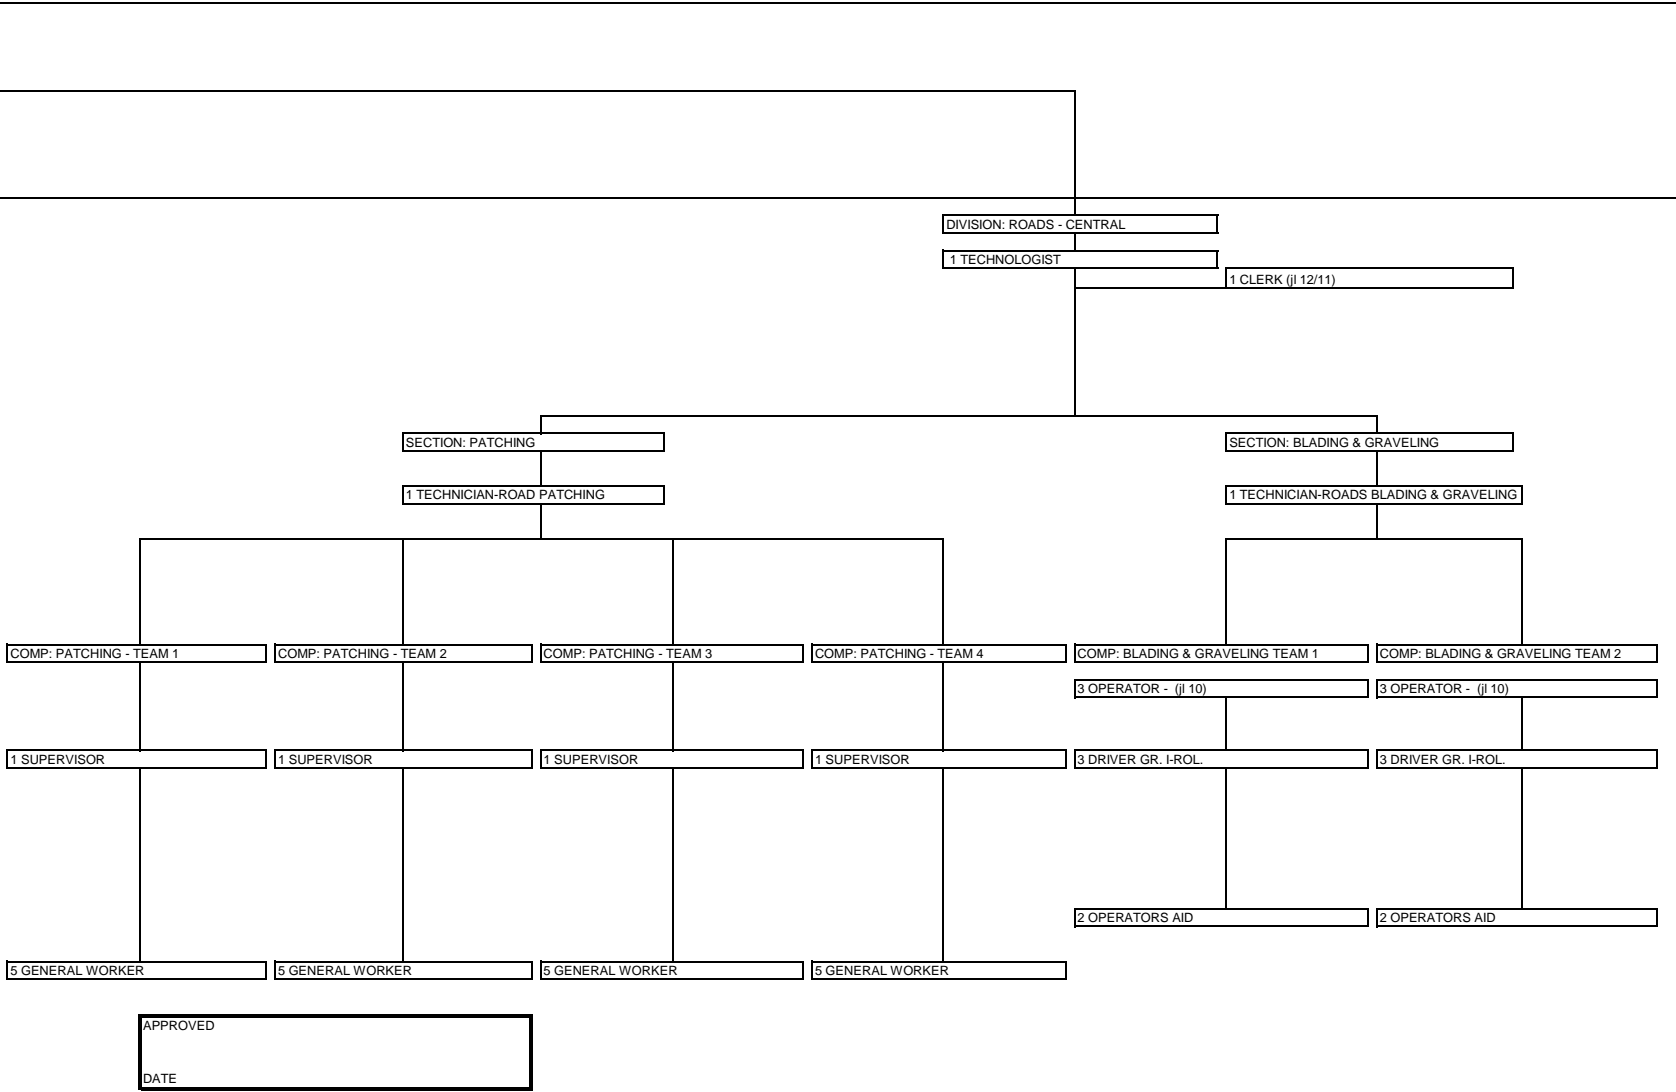 DIVISION: ROADS - CENTRAL
1 TECHNOLOGIST
1 CLERK (jl 12/11)
SECTION: PATCHING
SECTION: BLADING & GRAVELING
1 TECHNICIAN-ROAD PATCHING
1 TECHNICIAN-ROADS BLADING & GRAVELING
COMP: PATCHING - TEAM 1
COMP: PATCHING - TEAM 2
COMP: PATCHING - TEAM 3
COMP: PATCHING - TEAM 4
COMP: BLADING & GRAVELING TEAM 1
COMP: BLADING & GRAVELING TEAM 2
3 OPERATOR - (jl 10)
3 OPERATOR - (jl 10)
1 SUPERVISOR
1 SUPERVISOR
1 SUPERVISOR
1 SUPERVISOR
3 DRIVER GR. I-ROL.
3 DRIVER GR. I-ROL.
2 OPERATORS AID
2 OPERATORS AID
5 GENERAL WORKER
5 GENERAL WORKER
5 GENERAL WORKER
5 GENERAL WORKER
APPROVED
DATE